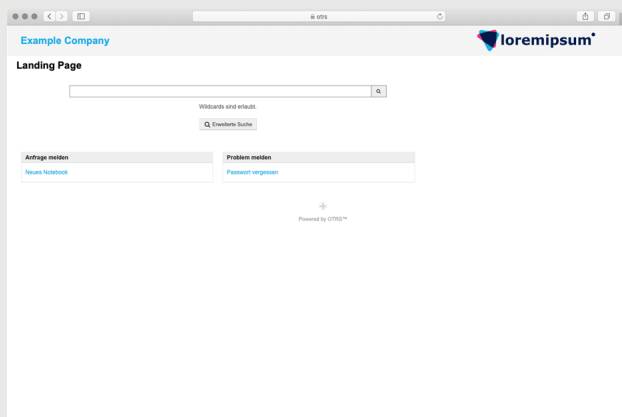 otrs
Example Company
loremipsum
Landing Page
Wildcards sind erlaubt.
Erweiterte Suche
Anfrage melden
Neues Notebook
Problem melden
Passwort vergessen
Powered by OTRS™